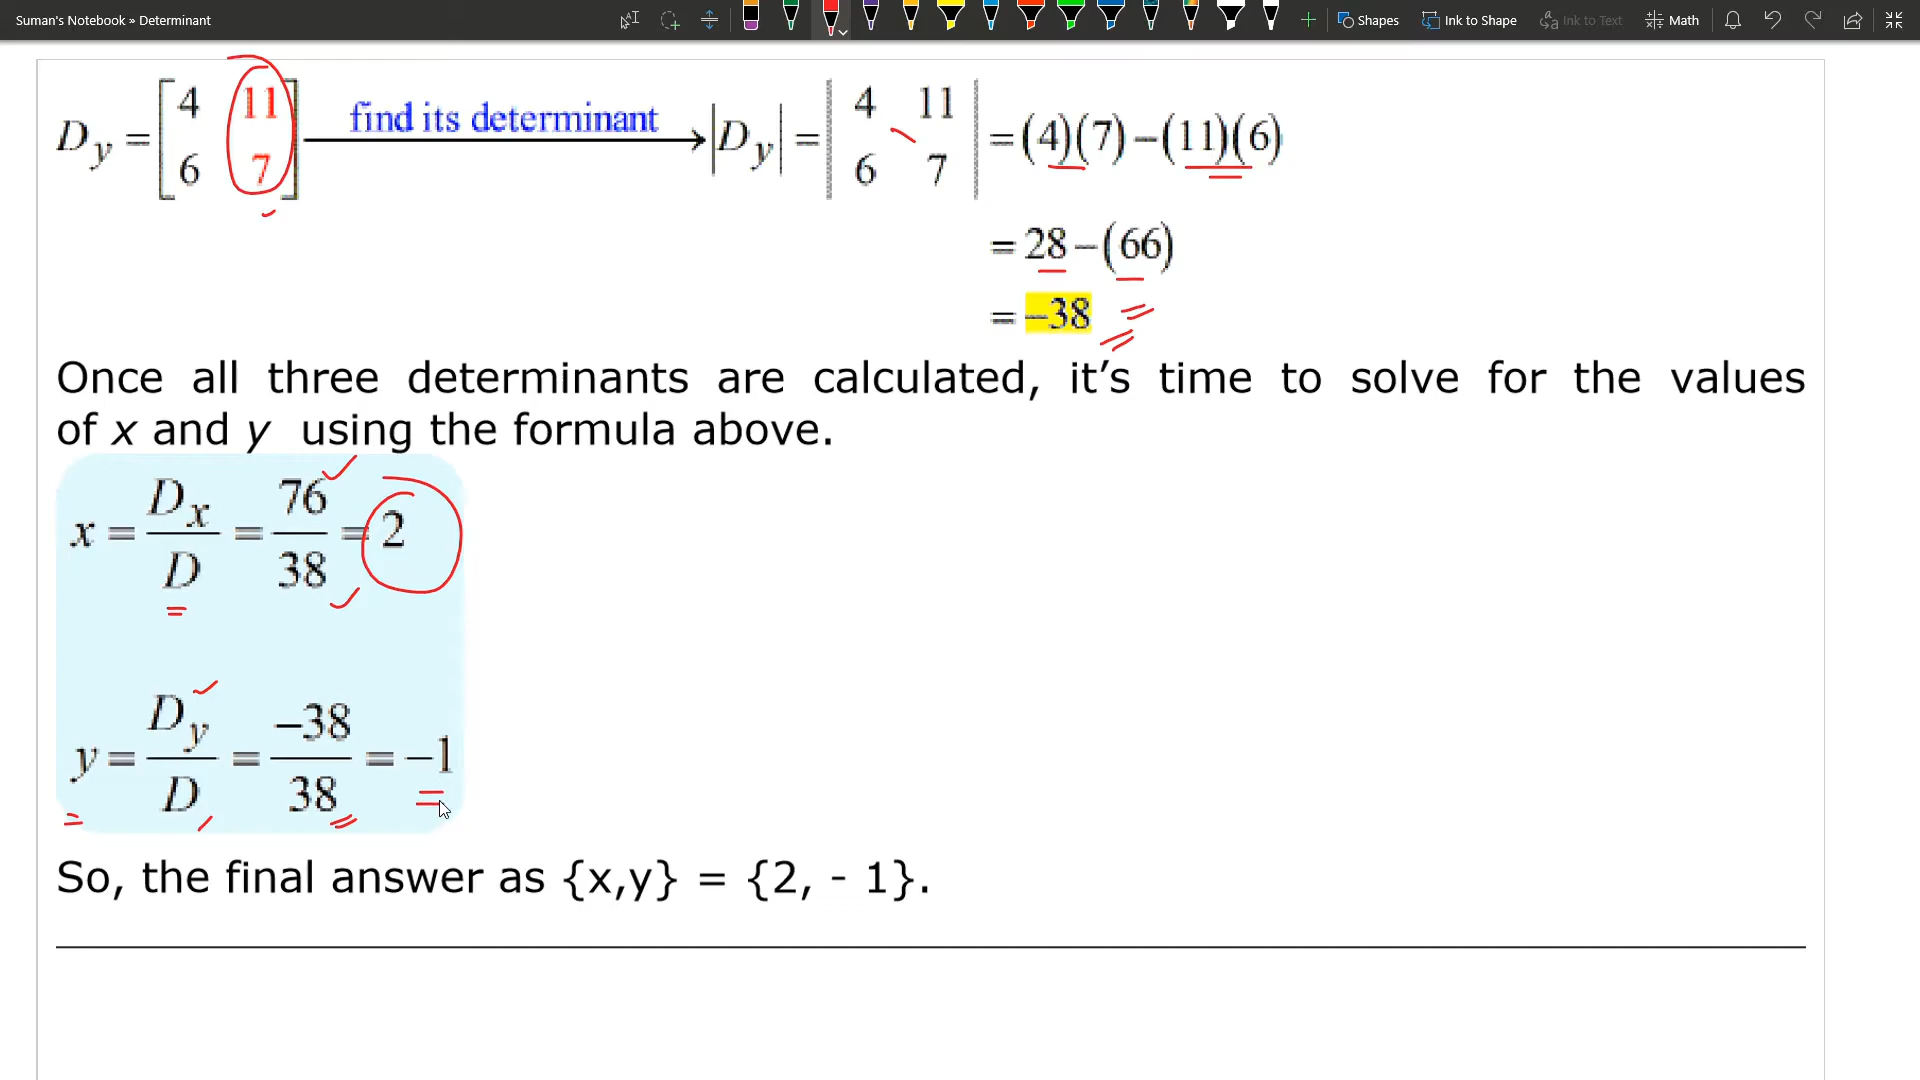 Suman's Notebook » Determinant
Shapes Ink to Shape Ink to Text Math
D_y = [4 11; 6 7] find its determinant → |D_y| = |4 11; 6 7| = (4)(7) − (11)(6)
= 28 − (66)
= −38
Once all three determinants are calculated, it’s time to solve for the values
of x and y using the formula above.
x = D_x / D = 76 / 38 = 2
y = D_y / D = −38 / 38 = −1
So, the final answer as {x,y} = {2, - 1}.